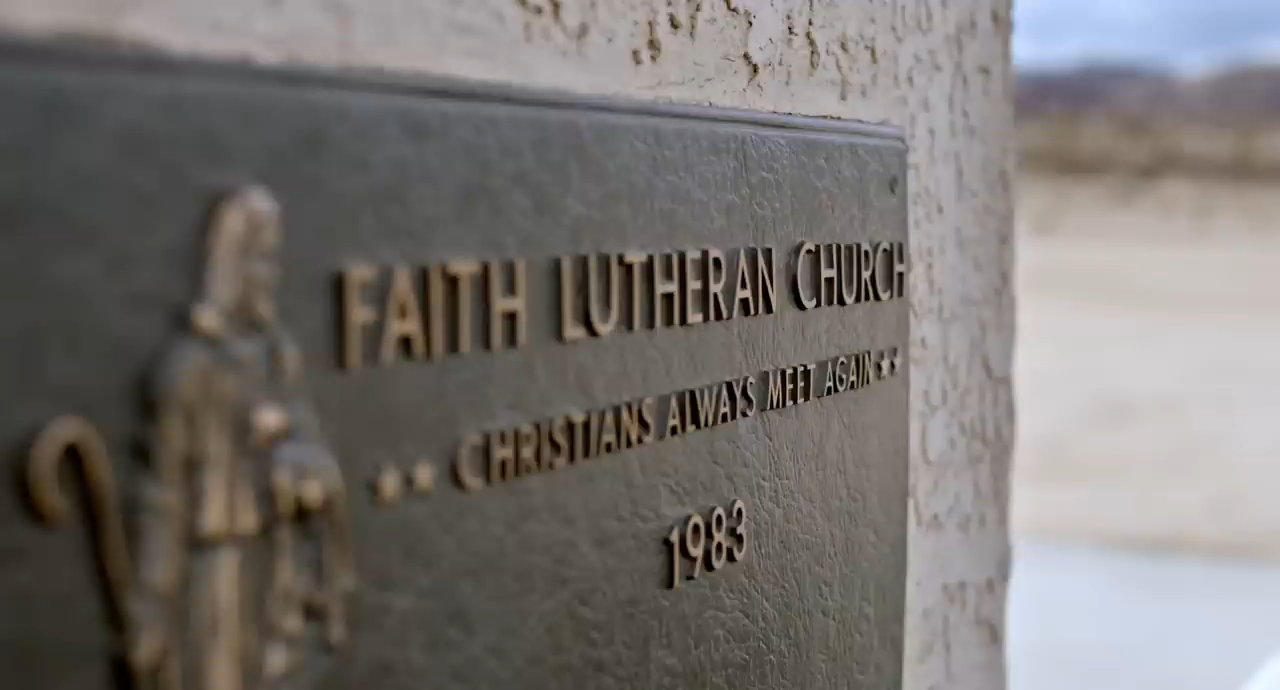 FAITH LUTHERAN CHURCH
★★ CHRISTIANS ALWAYS MEET AGAIN ★★
1983